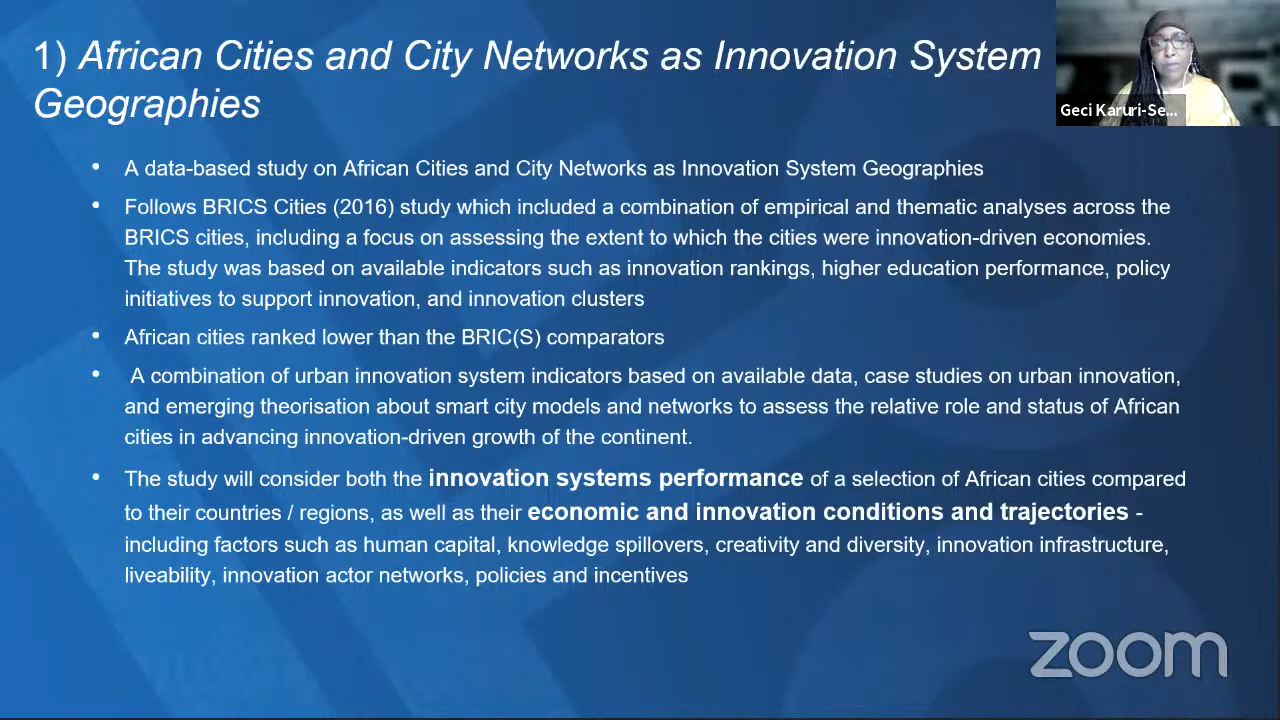 1) African Cities and City Networks as Innovation System
Geographies
Geci Karuri-Se...
• A data-based study on African Cities and City Networks as Innovation System Geographies
• Follows BRICS Cities (2016) study which included a combination of empirical and thematic analyses across the
BRICS cities, including a focus on assessing the extent to which the cities were innovation-driven economies.
The study was based on available indicators such as innovation rankings, higher education performance, policy
initiatives to support innovation, and innovation clusters
• African cities ranked lower than the BRIC(S) comparators
• A combination of urban innovation system indicators based on available data, case studies on urban innovation,
and emerging theorisation about smart city models and networks to assess the relative role and status of African
cities in advancing innovation-driven growth of the continent.
• The study will consider both the innovation systems performance of a selection of African cities compared
to their countries / regions, as well as their economic and innovation conditions and trajectories -
including factors such as human capital, knowledge spillovers, creativity and diversity, innovation infrastructure,
liveability, innovation actor networks, policies and incentives
zoom